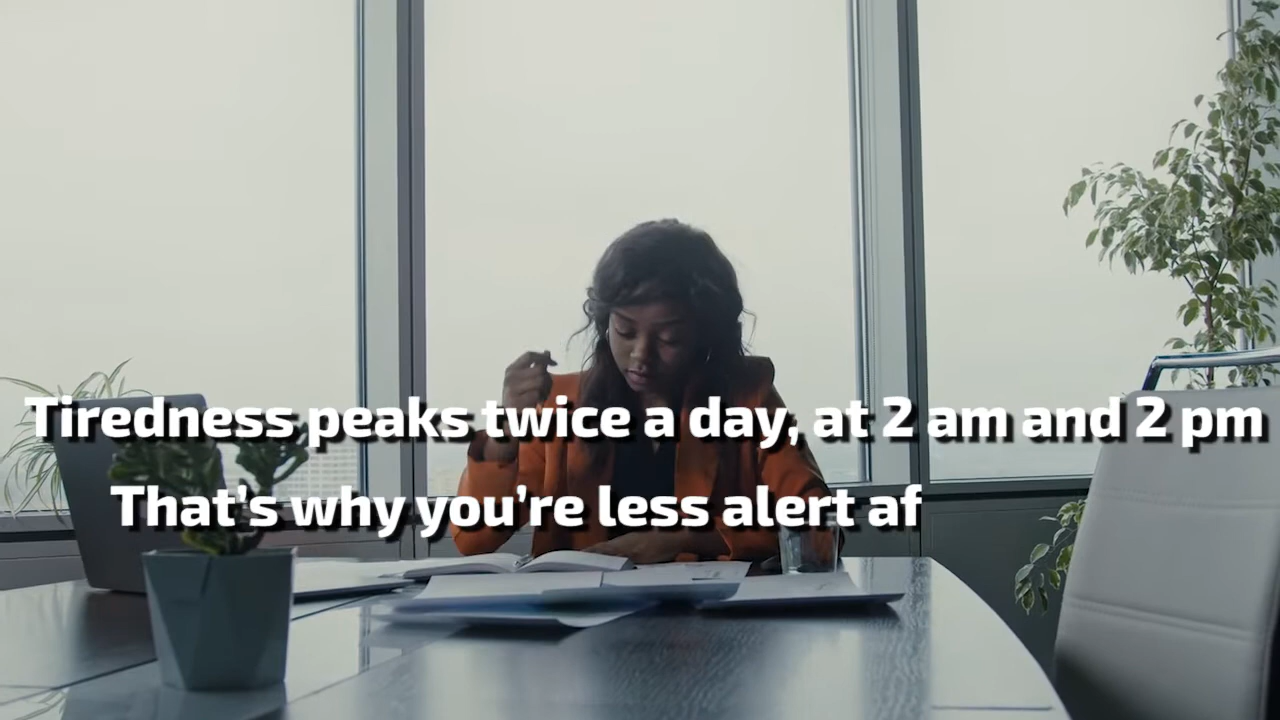 Tiredness peaks twice a day, at 2 am and 2 pm
That's why you're less alert af